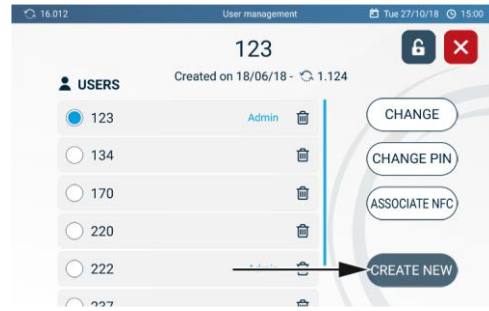 16.012 User management Tue 27/10/18 15:00
123
Created on 18/06/18 - 1.124
USERS
123 Admin
134
170
220
222
237
CHANGE
CHANGE PIN
ASSOCIATE NFC
CREATE NEW